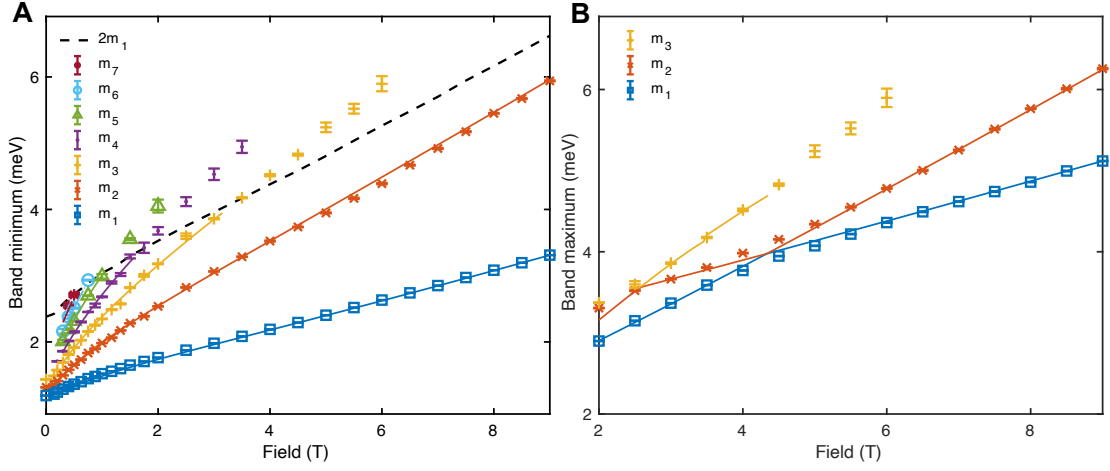 A
Band minimum (meV)
6
4
2
0
2
4
6
8
Field (T)
2m₁
m₇
m₆
m₅
m₄
m₃
m₂
m₁
B
Band maximum (meV)
6
4
2
2
4
6
8
Field (T)
m₃
m₂
m₁